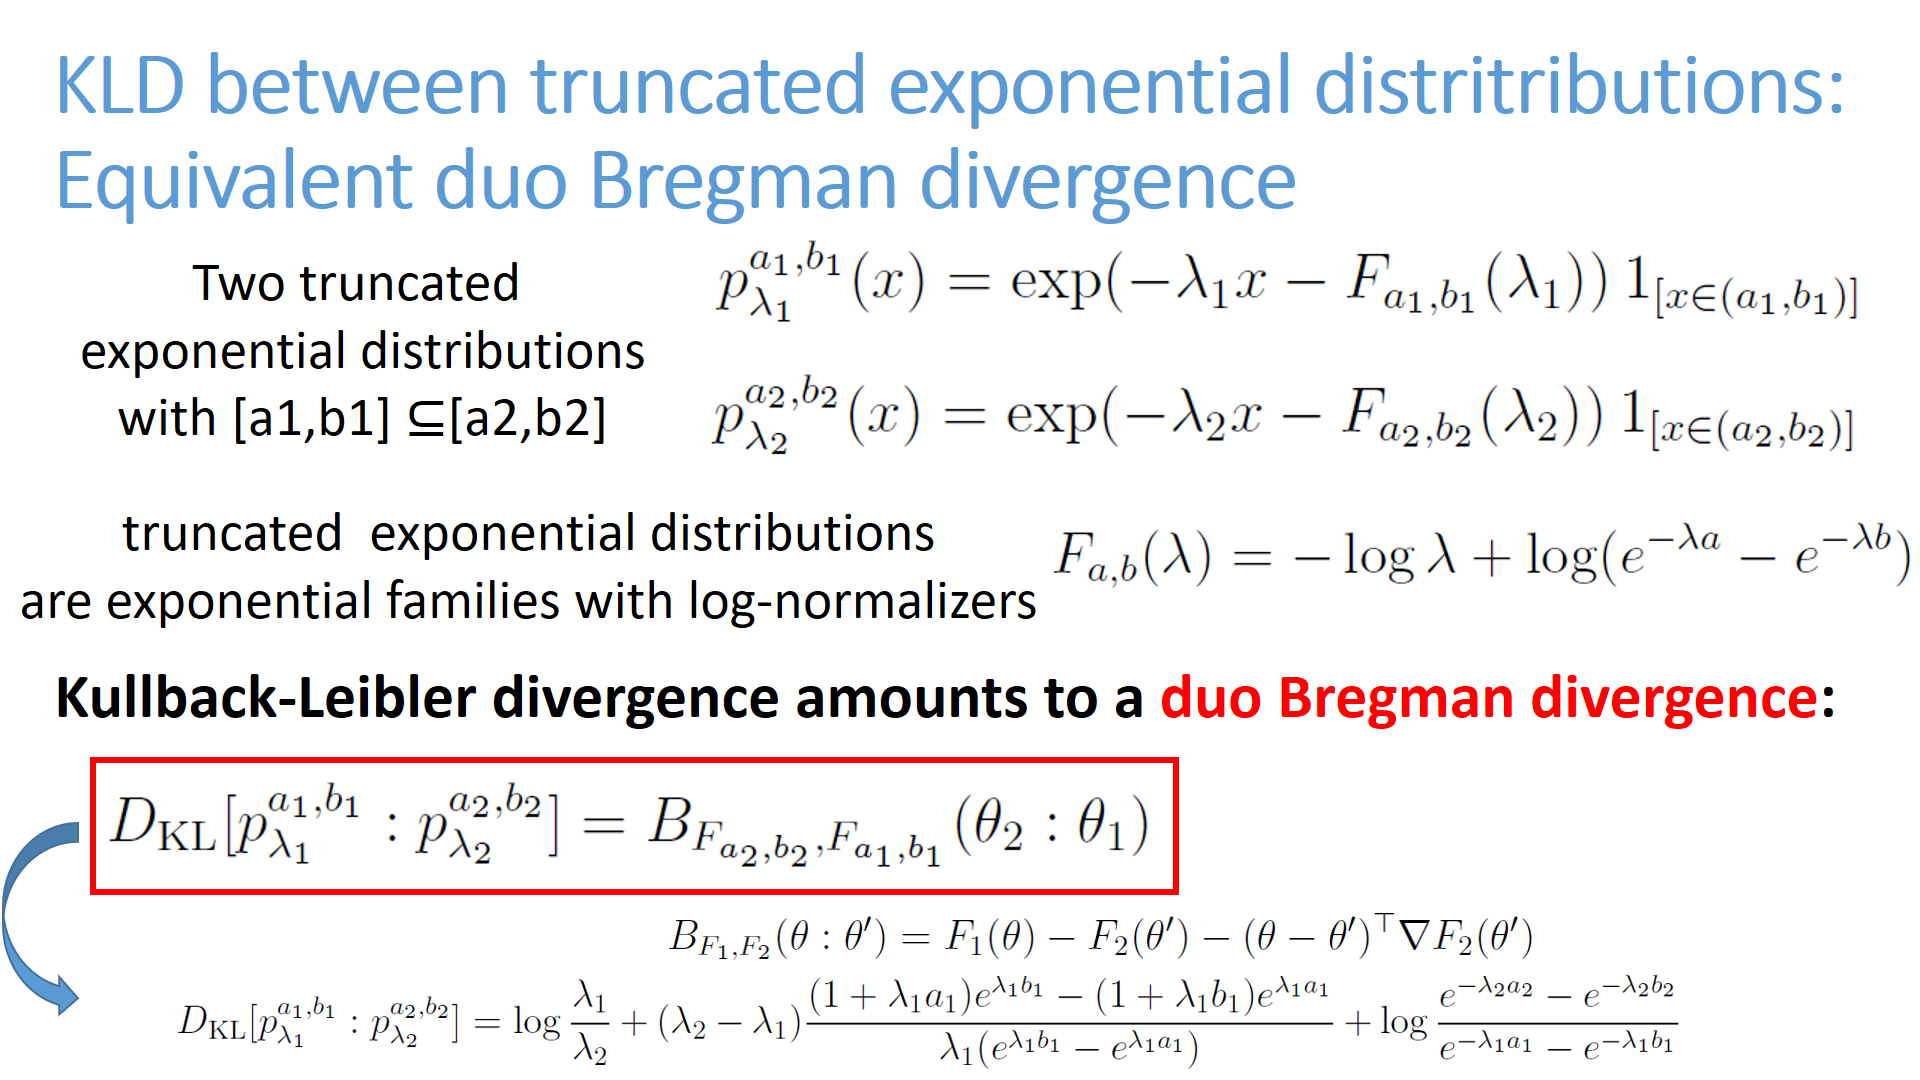 KLD between truncated exponential distritributions:
Equivalent duo Bregman divergence
Two truncated
exponential distributions
with [a1,b1] ⊆[a2,b2]
$p_{\lambda_1}^{a_1,b_1}(x) = \exp(-\lambda_1 x - F_{a_1,b_1}(\lambda_1))\, 1_{[x\in(a_1,b_1)]}$
$p_{\lambda_2}^{a_2,b_2}(x) = \exp(-\lambda_2 x - F_{a_2,b_2}(\lambda_2))\, 1_{[x\in(a_2,b_2)]}$
truncated exponential distributions
are exponential families with log-normalizers
$F_{a,b}(\lambda) = -\log \lambda + \log(e^{-\lambda a} - e^{-\lambda b})$
Kullback-Leibler divergence amounts to a duo Bregman divergence:
$D_{\mathrm{KL}}[p_{\lambda_1}^{a_1,b_1} : p_{\lambda_2}^{a_2,b_2}] = B_{F_{a_2,b_2},F_{a_1,b_1}}(\theta_2 : \theta_1)$
$B_{F_1,F_2}(\theta : \theta') = F_1(\theta) - F_2(\theta') - (\theta - \theta')^\top \nabla F_2(\theta')$
$D_{\mathrm{KL}}[p_{\lambda_1}^{a_1,b_1} : p_{\lambda_2}^{a_2,b_2}] = \log \frac{\lambda_1}{\lambda_2} + (\lambda_2 - \lambda_1) \frac{(1 + \lambda_1 a_1)e^{\lambda_1 b_1} - (1 + \lambda_1 b_1)e^{\lambda_1 a_1}}{\lambda_1(e^{\lambda_1 b_1} - e^{\lambda_1 a_1})} + \log \frac{e^{-\lambda_2 a_2} - e^{-\lambda_2 b_2}}{e^{-\lambda_1 a_1} - e^{-\lambda_1 b_1}}$